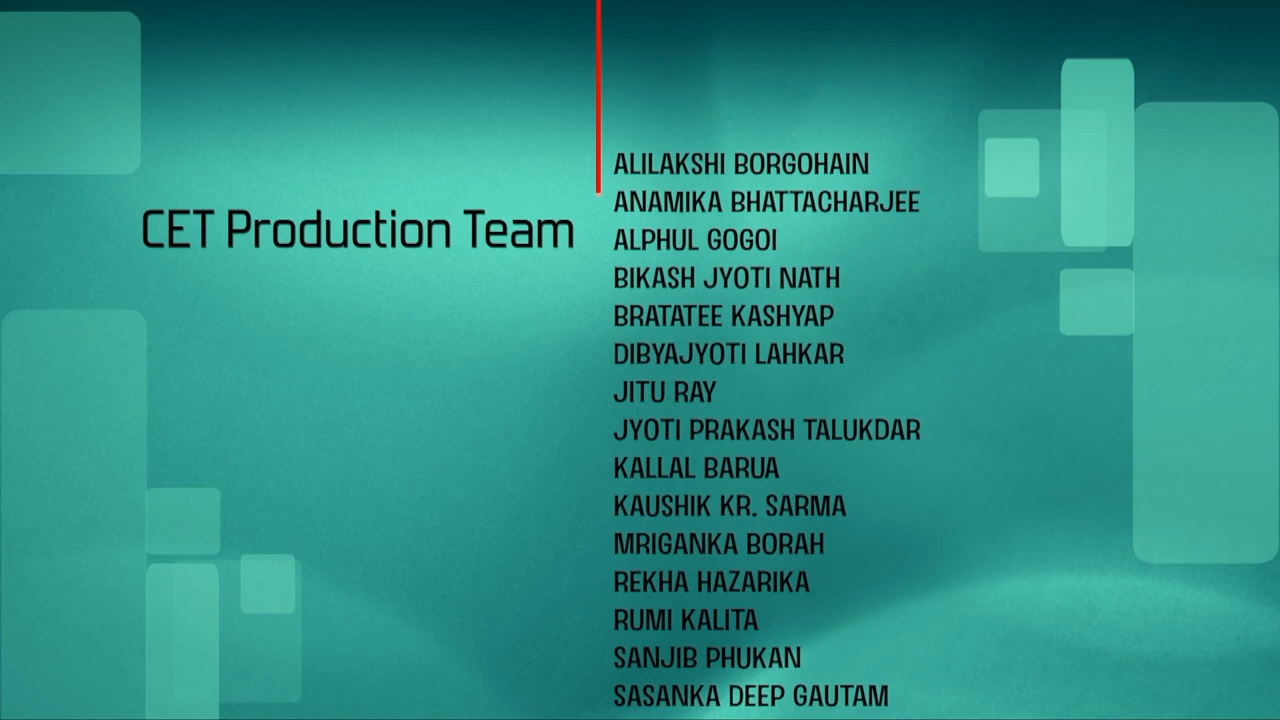 CET Production Team
ALILAKSHI BORGOHAIN
ANAMIKA BHATTACHARJEE
ALPHUL GOGOI
BIKASH JYOTI NATH
BRATATEE KASHYAP
DIBYAJYOTI LAHKAR
JITU RAY
JYOTI PRAKASH TALUKDAR
KALLAL BARUA
KAUSHIK KR. SARMA
MRIGANKA BORAH
REKHA HAZARIKA
RUMI KALITA
SANJIB PHUKAN
SASANKA DEEP GAUTAM